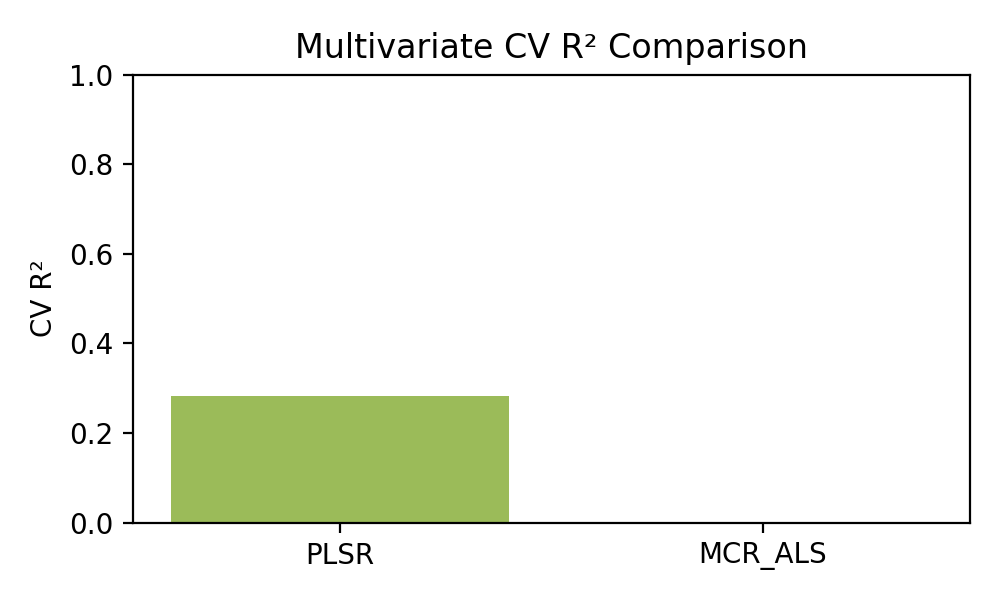 Multivariate CV R² Comparison
1.0
0.8
0.6
0.4
0.2
0.0
CV R²
PLSR
MCR_ALS